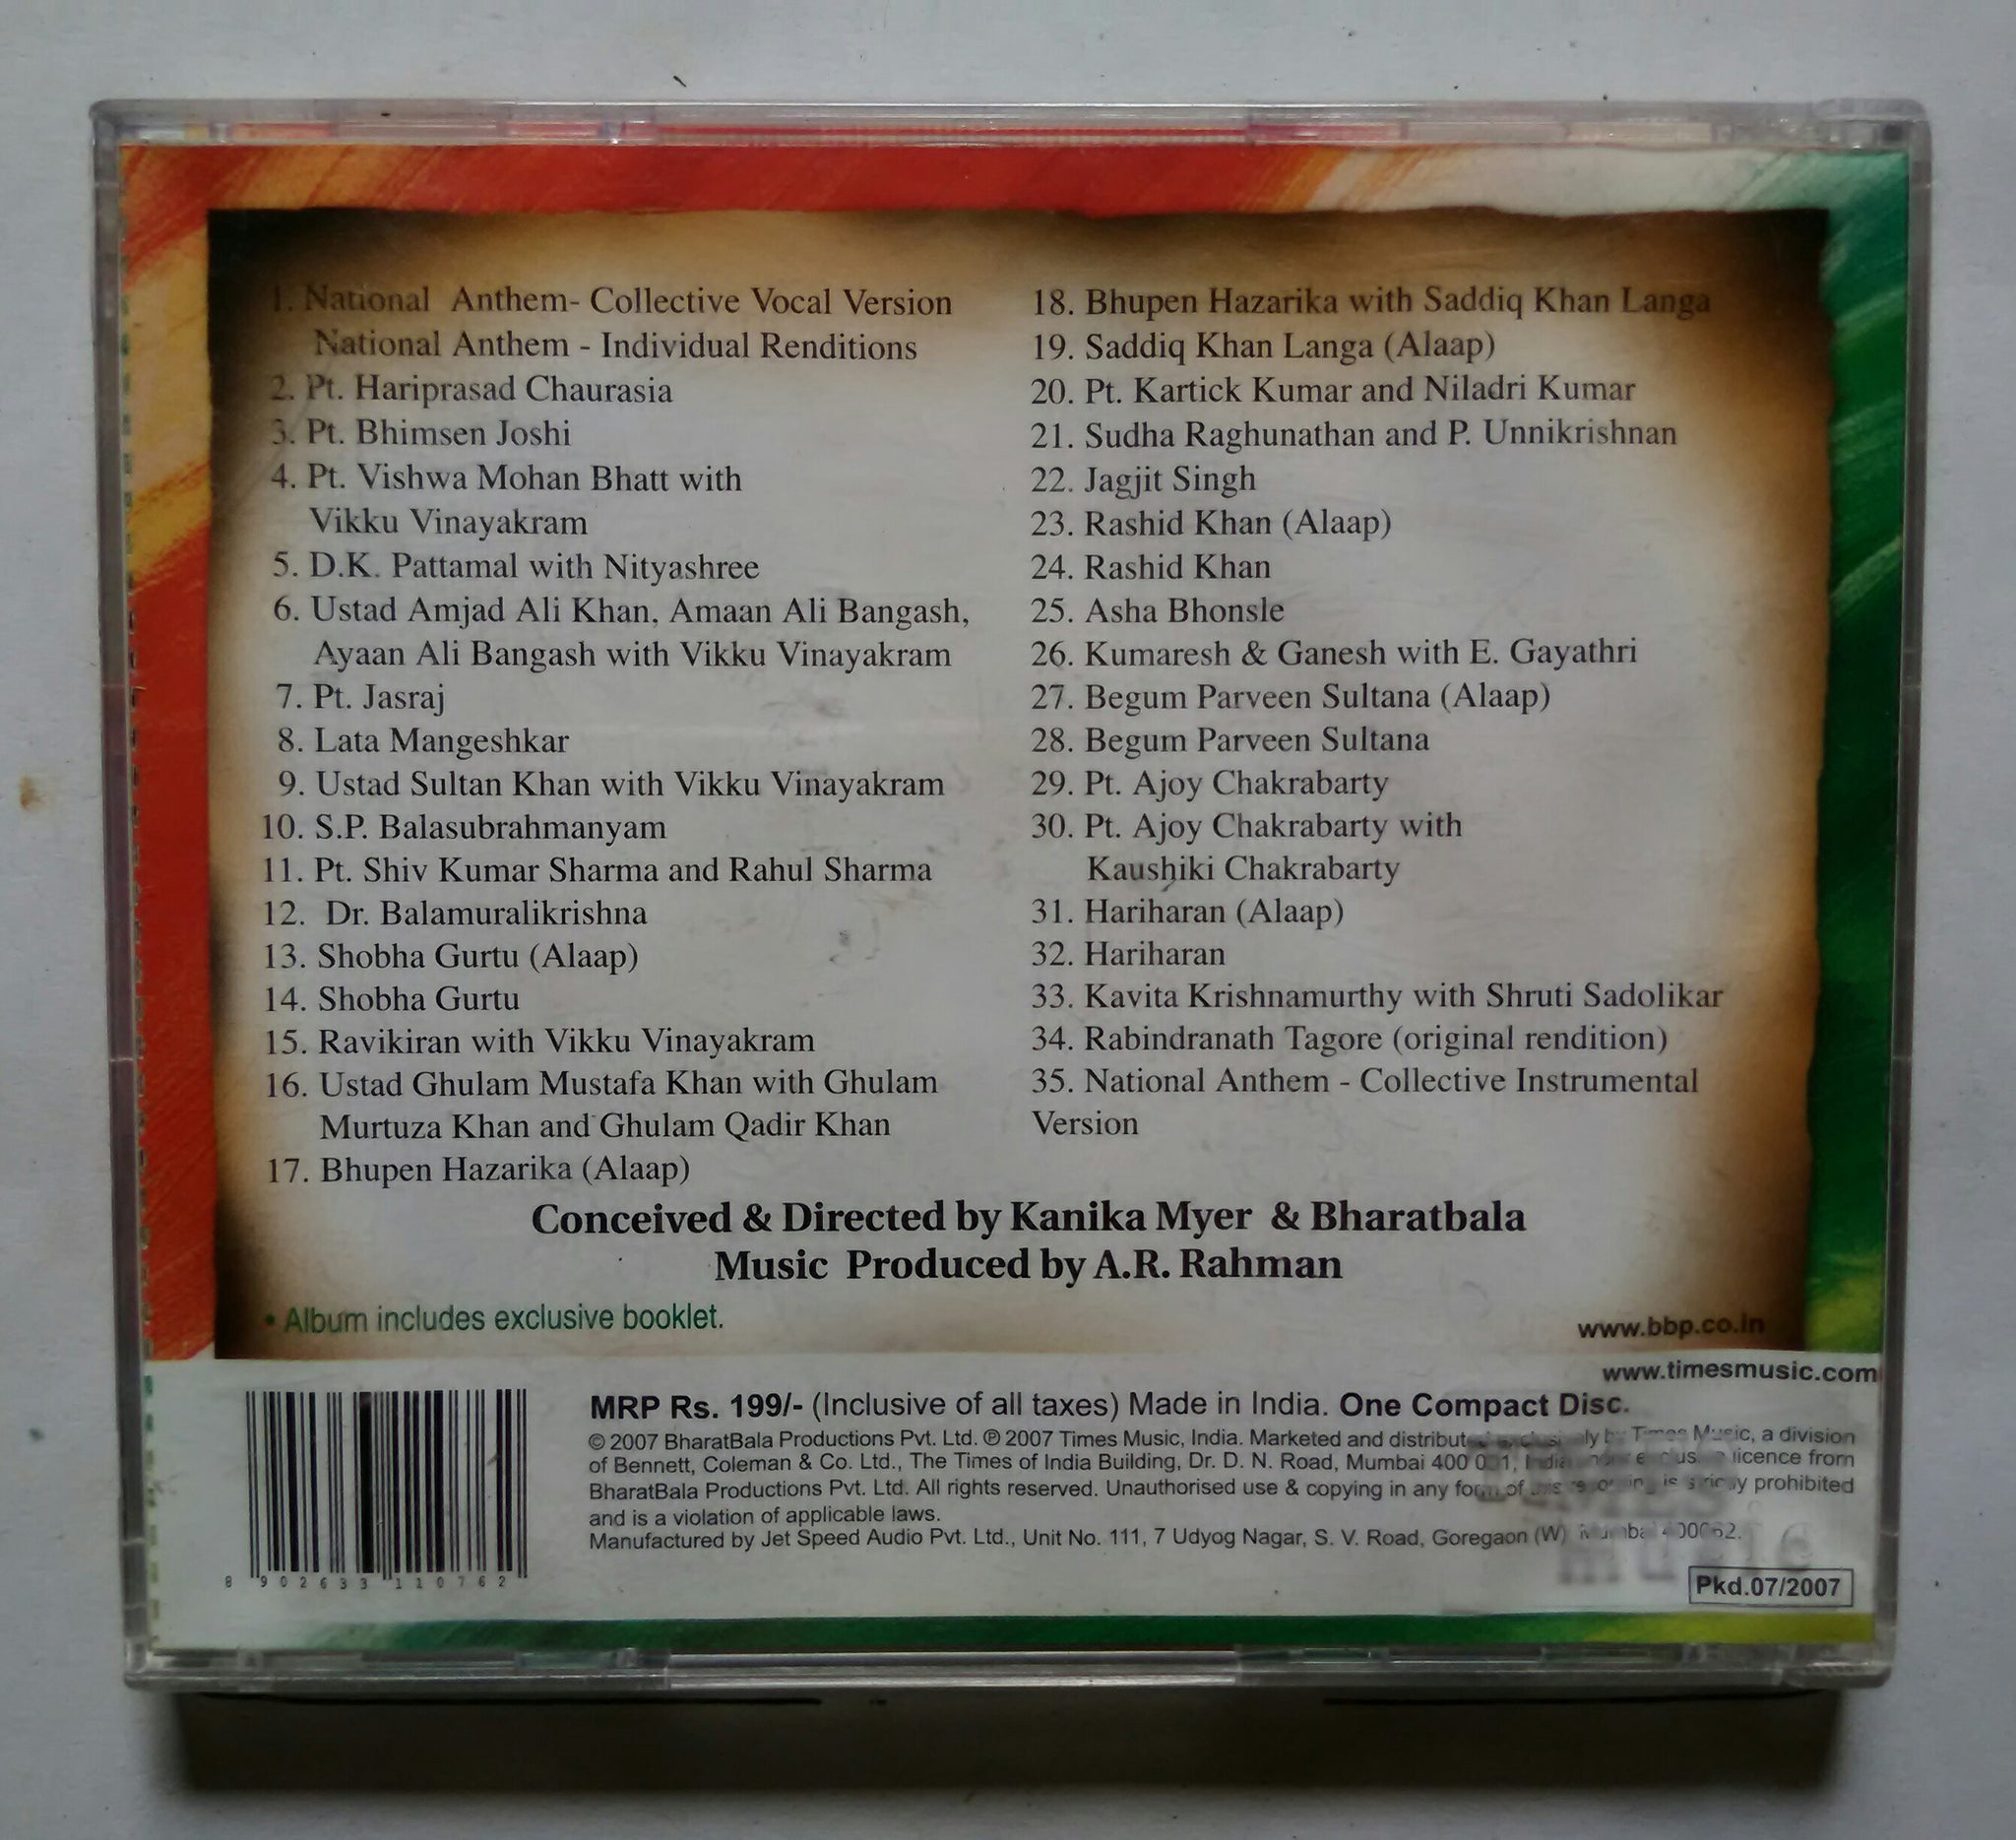 1. National Anthem- Collective Vocal Version
National Anthem - Individual Renditions
2. Pt. Hariprasad Chaurasia
3. Pt. Bhimsen Joshi
4. Pt. Vishwa Mohan Bhatt with
Vikku Vinayakram
5. D.K. Pattamal with Nityashree
6. Ustad Amjad Ali Khan, Amaan Ali Bangash,
Ayaan Ali Bangash with Vikku Vinayakram
7. Pt. Jasraj
8. Lata Mangeshkar
9. Ustad Sultan Khan with Vikku Vinayakram
10. S.P. Balasubrahmanyam
11. Pt. Shiv Kumar Sharma and Rahul Sharma
12. Dr. Balamuralikrishna
13. Shobha Gurtu (Alaap)
14. Shobha Gurtu
15. Ravikiran with Vikku Vinayakram
16. Ustad Ghulam Mustafa Khan with Ghulam
Murtuza Khan and Ghulam Qadir Khan
17. Bhupen Hazarika (Alaap)
18. Bhupen Hazarika with Saddiq Khan Langa
19. Saddiq Khan Langa (Alaap)
20. Pt. Kartick Kumar and Niladri Kumar
21. Sudha Raghunathan and P. Unnikrishnan
22. Jagjit Singh
23. Rashid Khan (Alaap)
24. Rashid Khan
25. Asha Bhonsle
26. Kumaresh & Ganesh with E. Gayathri
27. Begum Parveen Sultana (Alaap)
28. Begum Parveen Sultana
29. Pt. Ajoy Chakrabarty
30. Pt. Ajoy Chakrabarty with
Kaushiki Chakrabarty
31. Hariharan (Alaap)
32. Hariharan
33. Kavita Krishnamurthy with Shruti Sadolikar
34. Rabindranath Tagore (original rendition)
35. National Anthem - Collective Instrumental
Version
Conceived & Directed by Kanika Myer & Bharatbala
Music Produced by A.R. Rahman
• Album includes exclusive booklet.
www.bbp.co.in
www.timesmusic.com
MRP Rs. 199/- (Inclusive of all taxes) Made in India. One Compact Disc.
© 2007 BharatBala Productions Pvt. Ltd. ℗ 2007 Times Music, India. Marketed and distributed exclusively by Times Music, a division
of Bennett, Coleman & Co. Ltd., The Times of India Building, Dr. D. N. Road, Mumbai 400 001, India licence from
BharatBala Productions Pvt. Ltd. All rights reserved. Unauthorised use & copying in any form of is strictly prohibited
and is a violation of applicable laws.
Manufactured by Jet Speed Audio Pvt. Ltd., Unit No. 111, 7 Udyog Nagar, S. V. Road, Goregaon (W) Mumbai 400062.
8 902633 110762
Pkd.07/2007